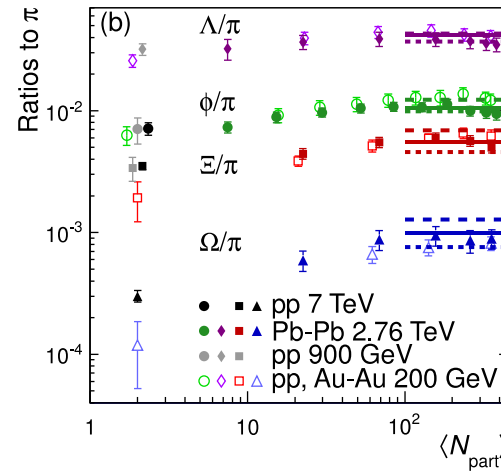 (b)
Ratios to π
Λ/π
10⁻²
ϕ/π
Ξ/π
10⁻³
Ω/π
pp 7 TeV
Pb-Pb 2.76 TeV
pp 900 GeV
10⁻⁴
pp, Au-Au 200 GeV
1 10 10²
⟨N_part⟩